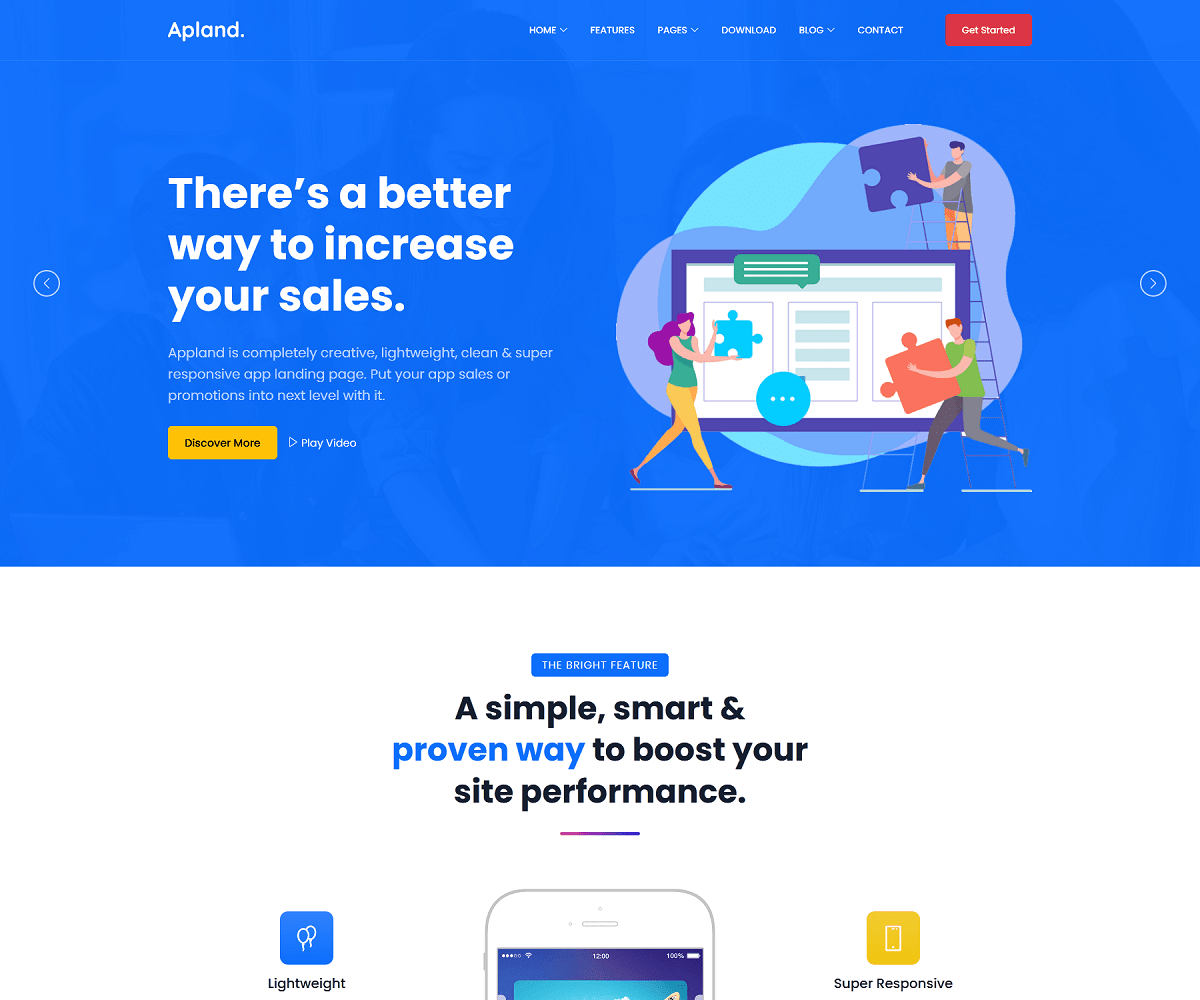 Apland.
HOME
FEATURES
PAGES
DOWNLOAD
BLOG
CONTACT
Get Started
There’s a better
way to increase
your sales.
Appland is completely creative, lightweight, clean & super
responsive app landing page. Put your app sales or
promotions into next level with it.
Discover More
Play Video
THE BRIGHT FEATURE
A simple, smart &
proven way to boost your
site performance.
12:00
100%
Lightweight
Super Responsive